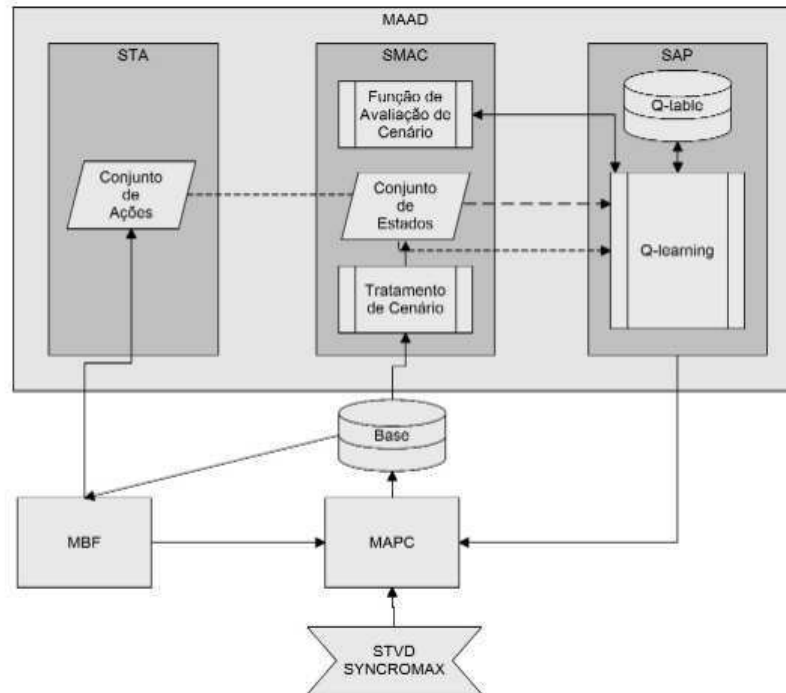 MAAD
STA
SMAC
SAP
Função de
Avaliação de
Cenário
Q-table
Conjunto
de
Ações
Conjunto
de
Estados
Q-learning
Tratamento
de Cenário
Base
MBF
MAPC
STVD
SYNCROMAX